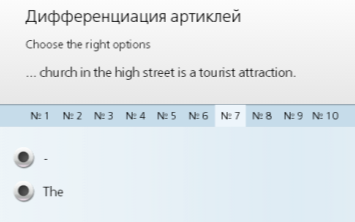 Дифференциация артиклей
Choose the right options
... church in the high street is a tourist attraction.
№ 1 № 2 № 3 № 4 № 5 № 6 № 7 № 8 № 9 № 10
-
The